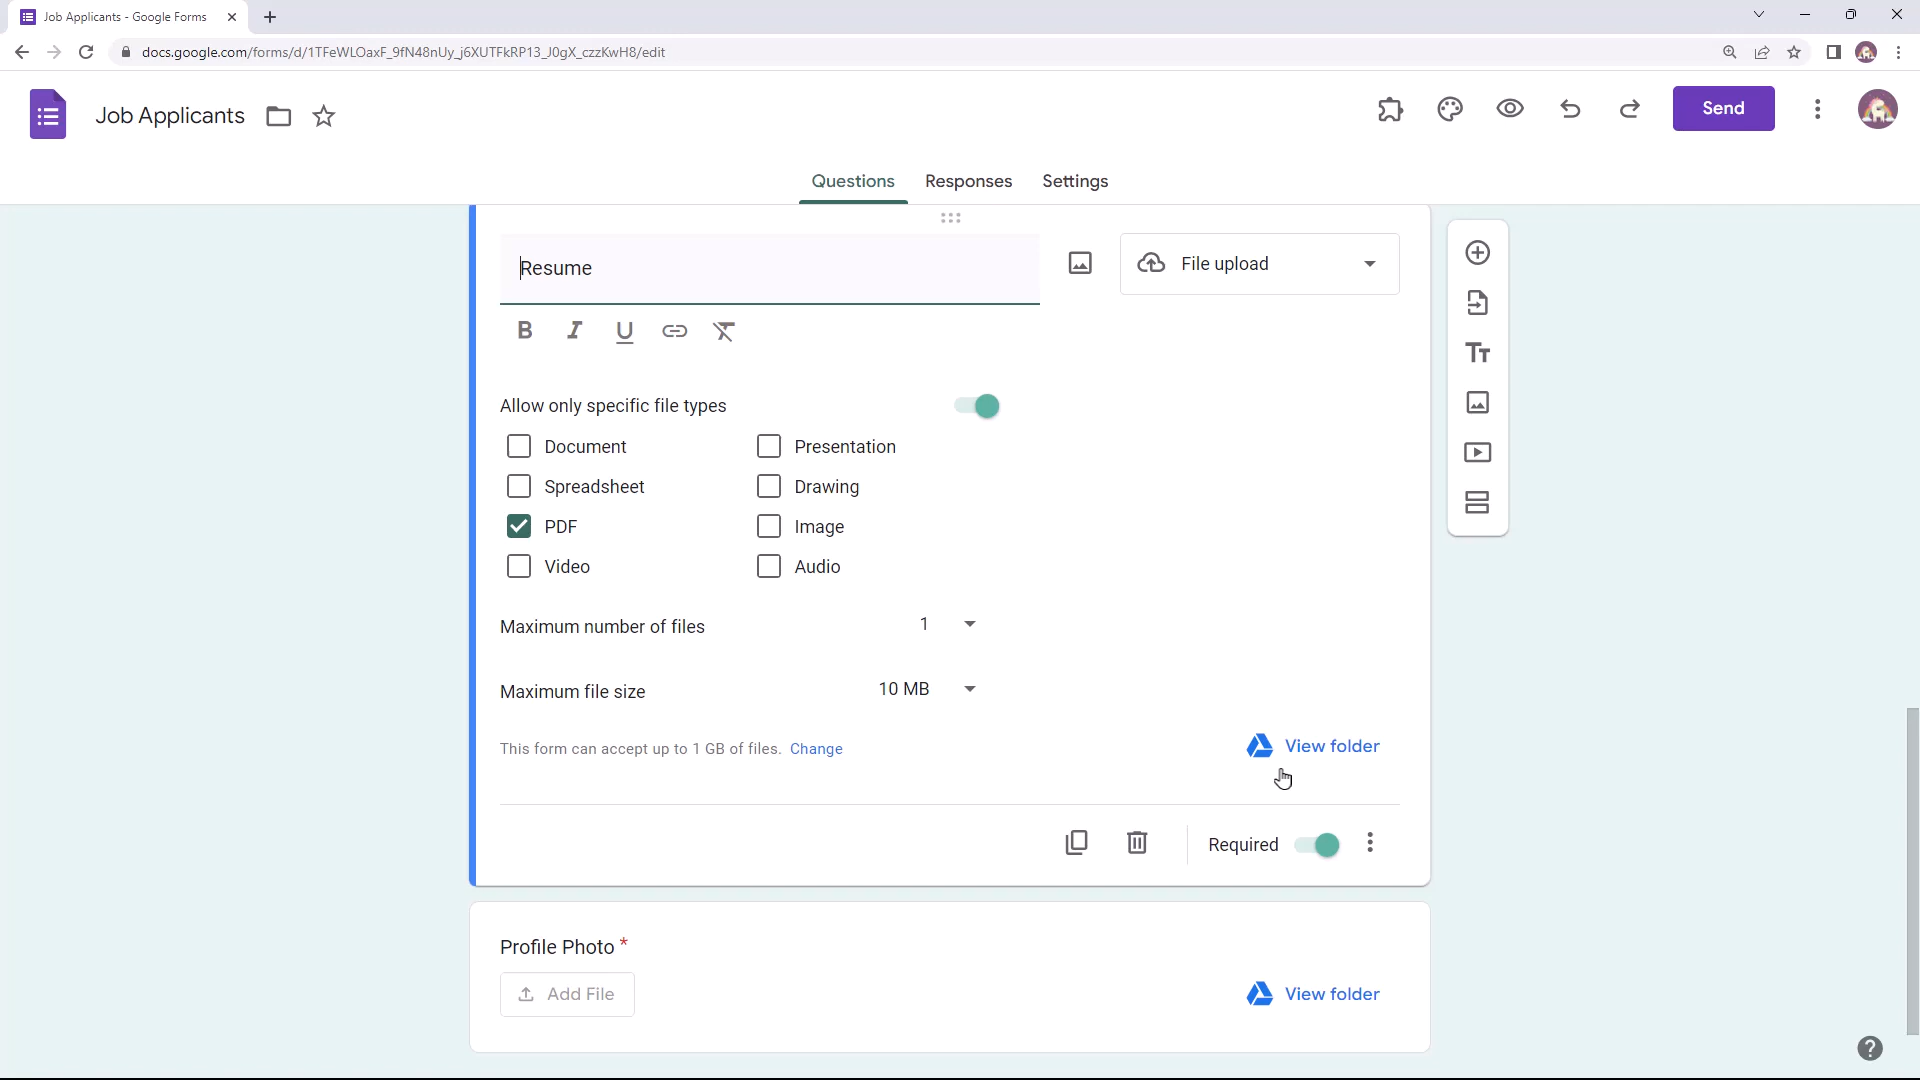 Job Applicants - Google Forms
docs.google.com/forms/d/1TFeWLOaxF_9fN48nUy_j6XUTFkRP13_J0gX_czzKwH8/edit
Job Applicants
Send
Questions Responses Settings
Resume
File upload
B I U
Allow only specific file types
Document Presentation
Spreadsheet Drawing
PDF Image
Video Audio
Maximum number of files 1
Maximum file size 10 MB
This form can accept up to 1 GB of files. Change View folder
Required
Profile Photo *
Add File View folder